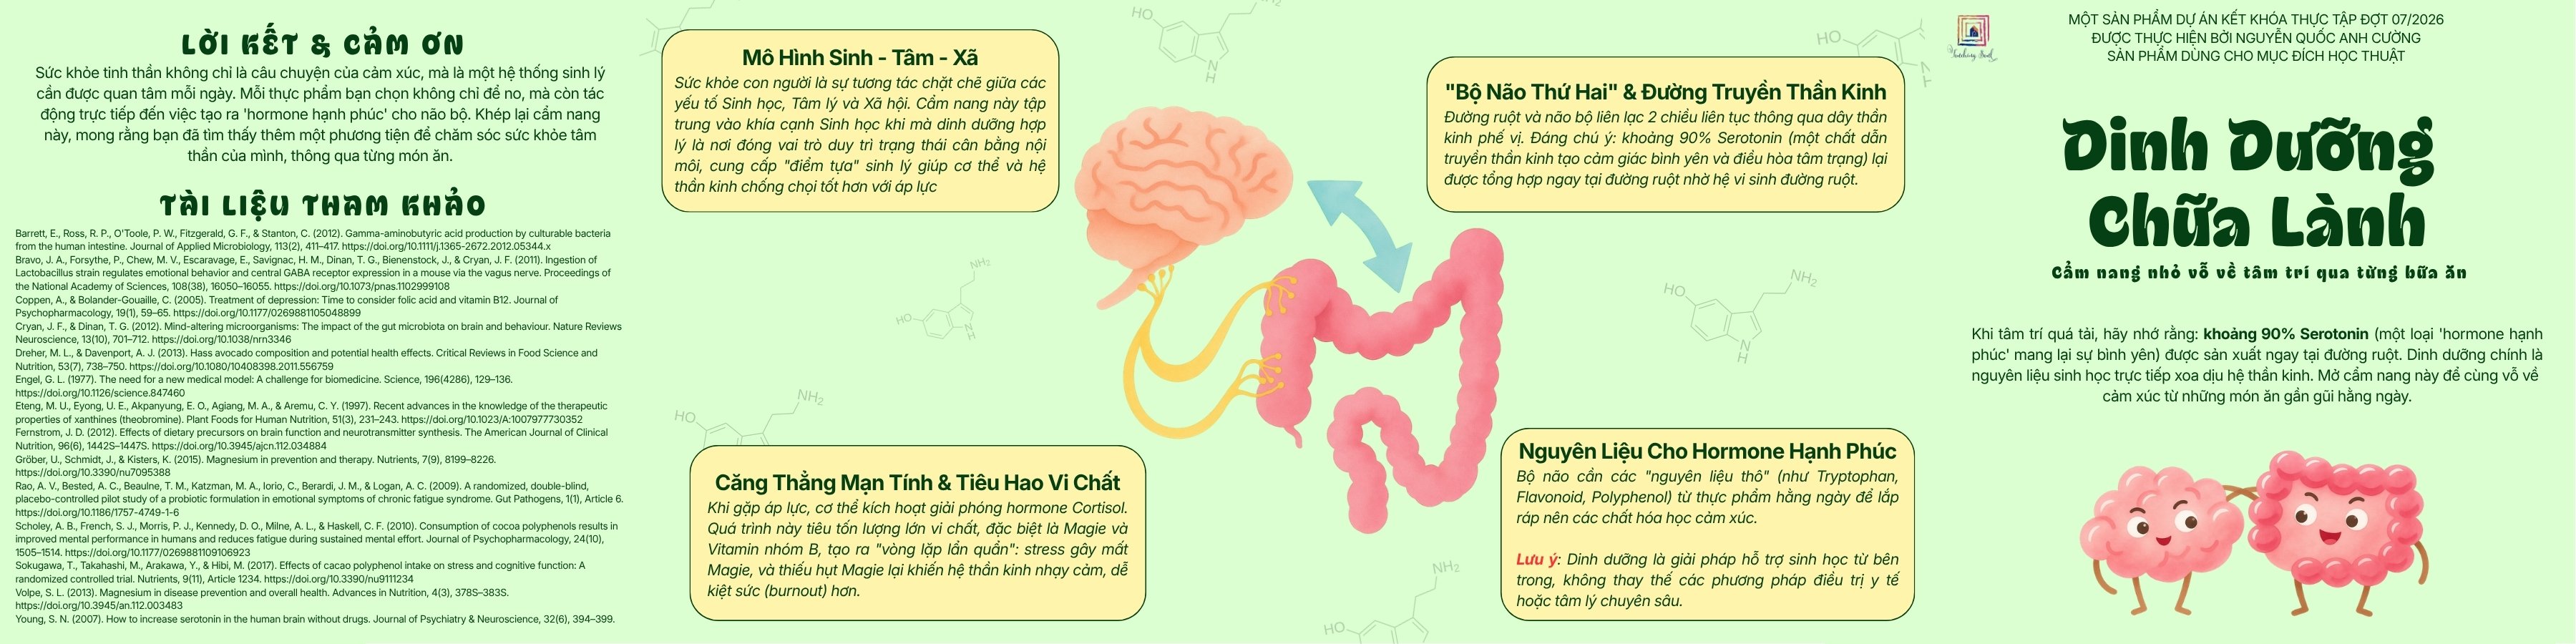 LỜI KẾT & CẢM ƠN
Sức khỏe tinh thần không chỉ là câu chuyện của cảm xúc, mà là một hệ thống sinh lý
cần được quan tâm mỗi ngày. Mỗi thực phẩm bạn chọn không chỉ để no, mà còn tác
động trực tiếp đến việc tạo ra 'hormone hạnh phúc' cho não bộ. Khép lại cẩm nang
này, mong rằng bạn đã tìm thấy thêm một phương tiện để chăm sóc sức khỏe tâm
thần của mình, thông qua từng món ăn.
TÀI LIỆU THAM KHẢO
Barrett, E., Ross, R. P., O'Toole, P. W., Fitzgerald, G. F., & Stanton, C. (2012). Gamma-aminobutyric acid production by culturable bacteria
from the human intestine. Journal of Applied Microbiology, 113(2), 411–417. https://doi.org/10.1111/j.1365-2672.2012.05344.x
Bravo, J. A., Forsythe, P., Chew, M. V., Escaravage, E., Savignac, H. M., Dinan, T. G., Bienenstock, J., & Cryan, J. F. (2011). Ingestion of
Lactobacillus strain regulates emotional behavior and central GABA receptor expression in a mouse via the vagus nerve. Proceedings of
the National Academy of Sciences, 108(38), 16050–16055. https://doi.org/10.1073/pnas.1102999108
Coppen, A., & Bolander-Gouaille, C. (2005). Treatment of depression: Time to consider folic acid and vitamin B12. Journal of
Psychopharmacology, 19(1), 59–65. https://doi.org/10.1177/0269881105048899
Cryan, J. F., & Dinan, T. G. (2012). Mind-altering microorganisms: The impact of the gut microbiota on brain and behaviour. Nature Reviews
Neuroscience, 13(10), 701–712. https://doi.org/10.1038/nrn3346
Dreher, M. L., & Davenport, A. J. (2013). Hass avocado composition and potential health effects. Critical Reviews in Food Science and
Nutrition, 53(7), 738–750. https://doi.org/10.1080/10408398.2011.556759
Engel, G. L. (1977). The need for a new medical model: A challenge for biomedicine. Science, 196(4286), 129–136.
https://doi.org/10.1126/science.847460
Eteng, M. U., Eyong, U. E., Akpanyung, E. O., Agiang, M. A., & Aremu, C. Y. (1997). Recent advances in the knowledge of the therapeutic
properties of xanthines (theobromine). Plant Foods for Human Nutrition, 51(3), 231–243. https://doi.org/10.1023/A:1007977730352
Fernstrom, J. D. (2012). Effects of dietary precursors on brain function and neurotransmitter synthesis. The American Journal of Clinical
Nutrition, 96(6), 1442S–1447S. https://doi.org/10.3945/ajcn.112.034884
Gröber, U., Schmidt, J., & Kisters, K. (2015). Magnesium in prevention and therapy. Nutrients, 7(9), 8199–8226.
https://doi.org/10.3390/nu7095388
Rao, A. V., Bested, A. C., Beaulne, T. M., Katzman, M. A., Iorio, C., Berardi, J. M., & Logan, A. C. (2009). A randomized, double-blind,
placebo-controlled pilot study of a probiotic formulation in emotional symptoms of chronic fatigue syndrome. Gut Pathogens, 1(1), Article 6.
https://doi.org/10.1186/1757-4749-1-6
Scholey, A. B., French, S. J., Morris, P. J., Kennedy, D. O., Milne, A. L., & Haskell, C. F. (2010). Consumption of cocoa polyphenols results in
improved mental performance in humans and reduces fatigue during sustained mental effort. Journal of Psychopharmacology, 24(10),
1505–1514. https://doi.org/10.1177/0269881109106923
Sokugawa, T., Takahashi, M., Arakawa, Y., & Hibi, M. (2017). Effects of cacao polyphenol intake on stress and cognitive function: A
randomized controlled trial. Nutrients, 9(11), Article 1234. https://doi.org/10.3390/nu9111234
Volpe, S. L. (2013). Magnesium in disease prevention and overall health. Advances in Nutrition, 4(3), 378S–383S.
https://doi.org/10.3945/an.112.003483
Young, S. N. (2007). How to increase serotonin in the human brain without drugs. Journal of Psychiatry & Neuroscience, 32(6), 394–399.
Mô Hình Sinh - Tâm - Xã
Sức khỏe con người là sự tương tác chặt chẽ giữa các
yếu tố Sinh học, Tâm lý và Xã hội. Cẩm nang này tập
trung vào khía cạnh Sinh học khi mà dinh dưỡng hợp
lý là nơi đóng vai trò duy trì trạng thái cân bằng nội
môi, cung cấp "điểm tựa" sinh lý giúp cơ thể và hệ
thần kinh chống chọi tốt hơn với áp lực
"Bộ Não Thứ Hai" & Đường Truyền Thần Kinh
Đường ruột và não bộ liên lạc 2 chiều liên tục thông qua dây thần
kinh phế vị. Đáng chú ý: khoảng 90% Serotonin (một chất dẫn
truyền thần kinh tạo cảm giác bình yên và điều hòa tâm trạng) lại
được tổng hợp ngay tại đường ruột nhờ hệ vi sinh đường ruột.
Căng Thẳng Mạn Tính & Tiêu Hao Vi Chất
Khi gặp áp lực, cơ thể kích hoạt giải phóng hormone Cortisol.
Quá trình này tiêu tốn lượng lớn vi chất, đặc biệt là Magie và
Vitamin nhóm B, tạo ra "vòng lặp lẩn quẩn": stress gây mất
Magie, và thiếu hụt Magie lại khiến hệ thần kinh nhạy cảm, dễ
kiệt sức (burnout) hơn.
Nguyên Liệu Cho Hormone Hạnh Phúc
Bộ não cần các "nguyên liệu thô" (như Tryptophan,
Flavonoid, Polyphenol) từ thực phẩm hằng ngày để lắp
ráp nên các chất hóa học cảm xúc.
Lưu ý: Dinh dưỡng là giải pháp hỗ trợ sinh học từ bên
trong, không thay thế các phương pháp điều trị y tế
hoặc tâm lý chuyên sâu.
HO
NH₂
N
H
HO
HO
NH₂
N
H
HO
NH₂
N
H
HO
NH₂
HO
NH₂
MỘT SẢN PHẨM DỰ ÁN KẾT KHÓA THỰC TẬP ĐỢT 07/2026
ĐƯỢC THỰC HIỆN BỞI NGUYỄN QUỐC ANH CƯỜNG
SẢN PHẨM DÙNG CHO MỤC ĐÍCH HỌC THUẬT
Dinh Dưỡng
Chữa Lành
Cẩm nang nhỏ vỗ về tâm trí qua từng bữa ăn
Khi tâm trí quá tải, hãy nhớ rằng: khoảng 90% Serotonin (một loại 'hormone hạnh
phúc' mang lại sự bình yên) được sản xuất ngay tại đường ruột. Dinh dưỡng chính là
nguyên liệu sinh học trực tiếp xoa dịu hệ thần kinh. Mở cẩm nang này để cùng vỗ về
cảm xúc từ những món ăn gần gũi hằng ngày.